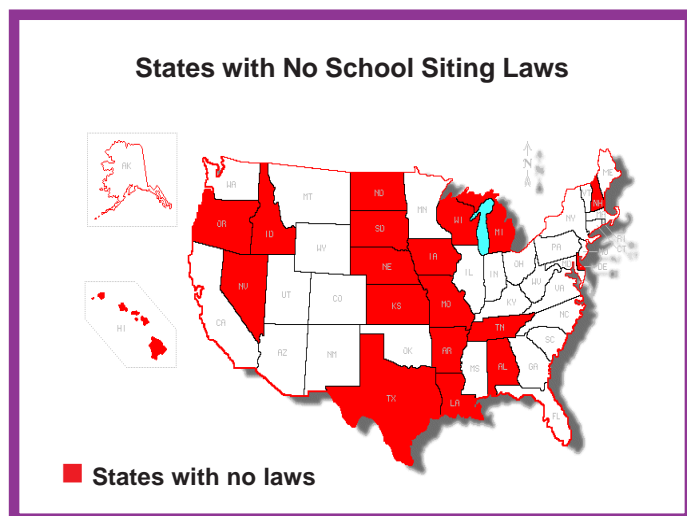 States with No School Siting Laws
AK
WA
MT
ND
MN
ME
OR
ID
SD
WI
MI
NH
NY
WY
IA
PA
NE
NV
UT
CO
IL
IN
OH
DE
WV
VA
KS
MO
KY
CA
NC
TN
SC
AZ
NM
OK
AR
MS
AL
GA
TX
LA
FL
HI
N
N
RI
CT
States with no laws